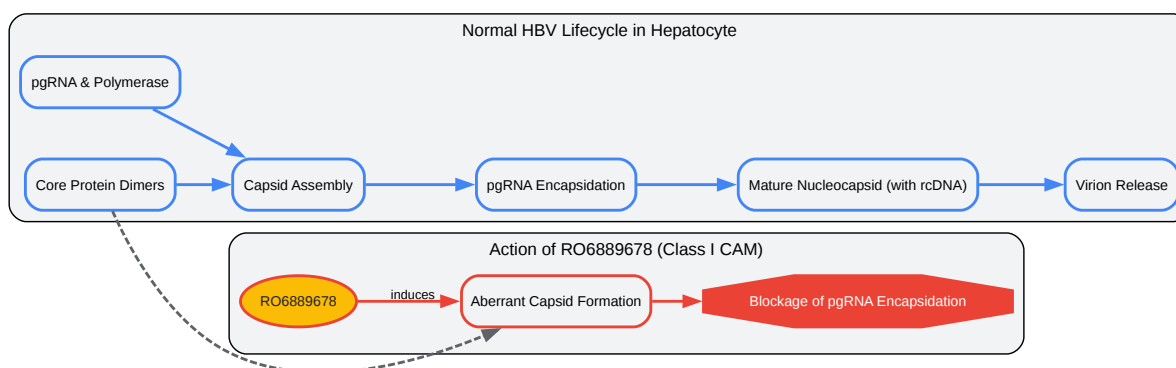 Normal HBV Lifecycle in Hepatocyte
pgRNA & Polymerase
Core Protein Dimers
Capsid Assembly
pgRNA Encapsidation
Mature Nucleocapsid (with rcDNA)
Virion Release
Action of RO6889678 (Class I CAM)
RO6889678
induces
Aberrant Capsid Formation
Blockage of pgRNA Encapsidation